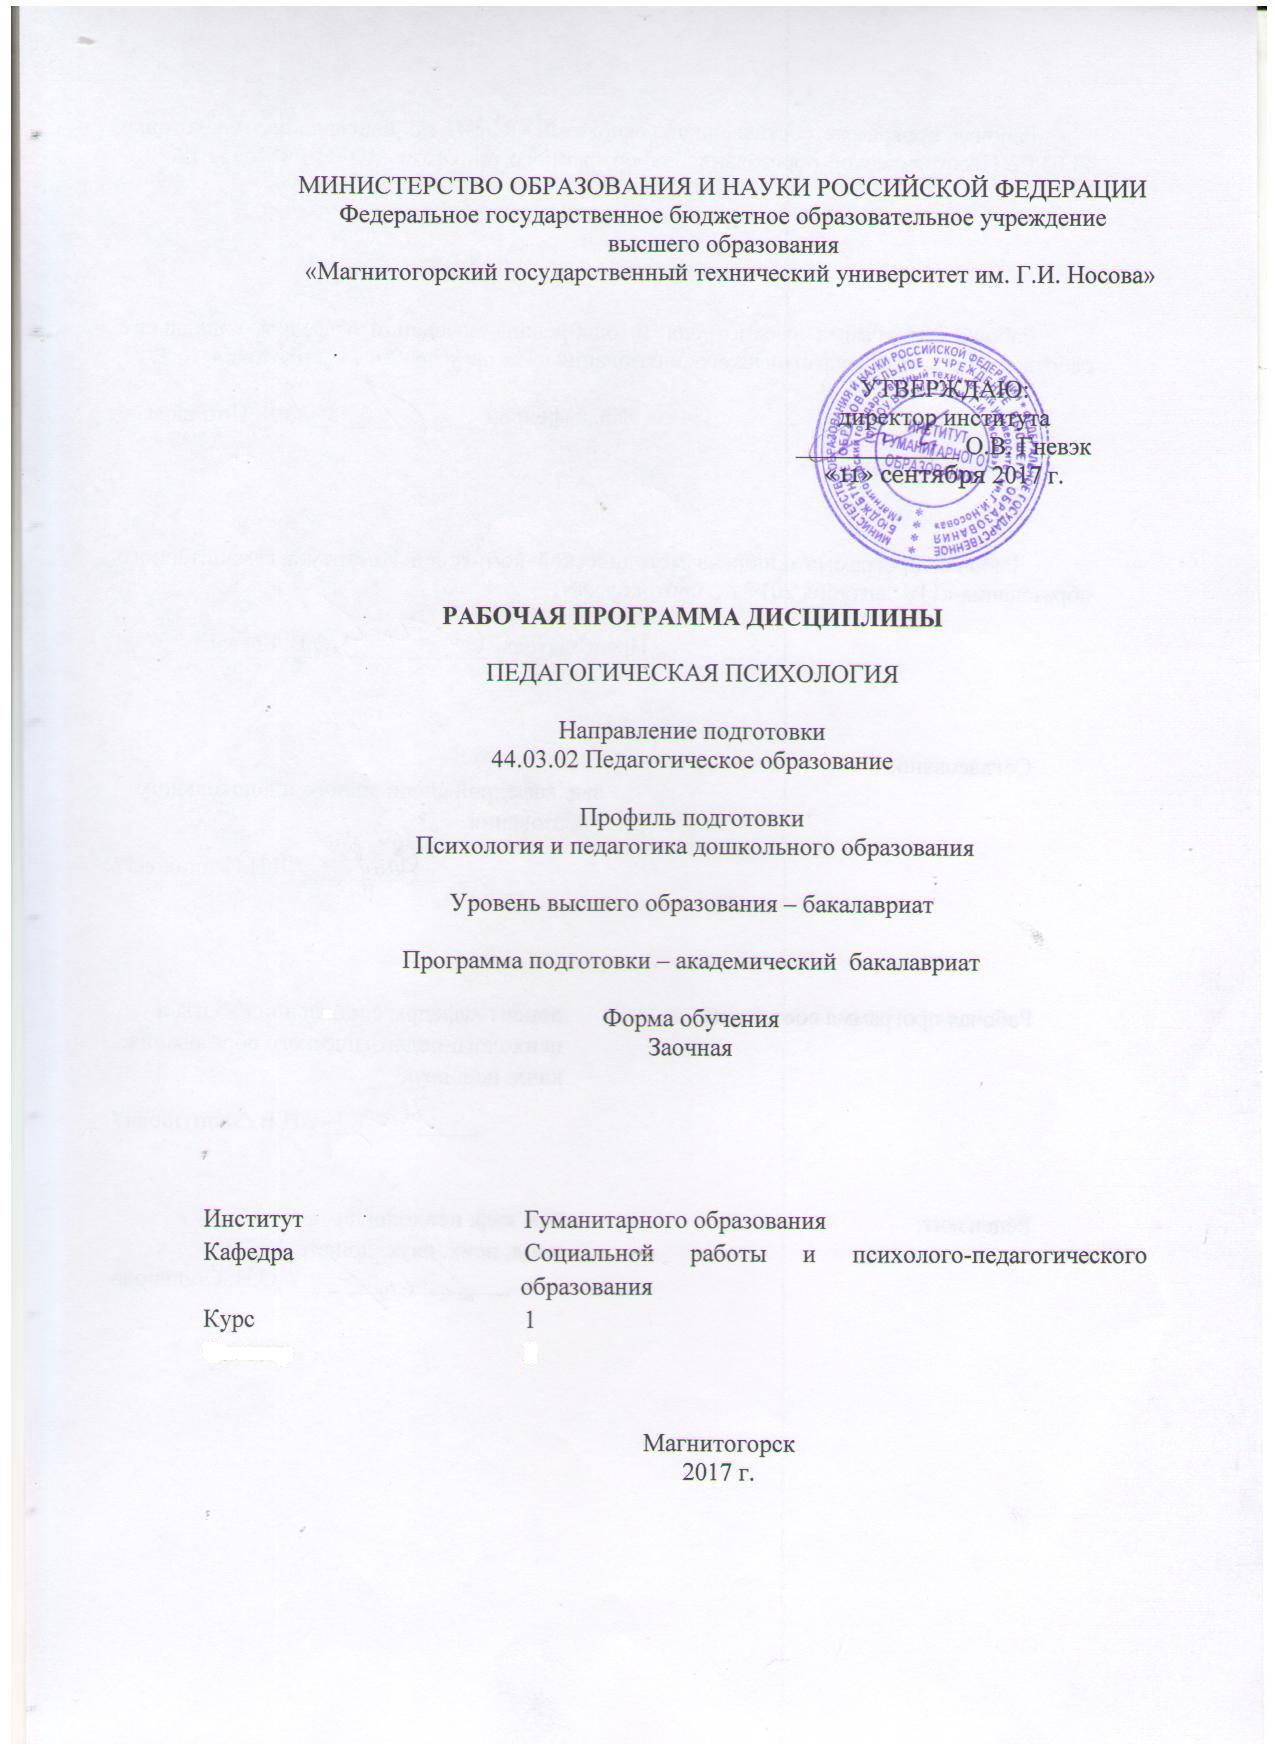 МИНИСТЕРСТВО ОБРАЗОВАНИЯ И НАУКИ РОССИЙСКОЙ ФЕДЕРАЦИИ
Федеральное государственное бюджетное образовательное учреждение
высшего образования
«Магнитогорский государственный технический университет им. Г.И. Носова»
УТВЕРЖДАЮ:
директор института
О.В. Гневэк
«11» сентября 2017 г.
ИНСТИТУТ
ГУМАНИТАРНОГО
ОБРАЗОВАНИЯ
РАБОЧАЯ ПРОГРАММА ДИСЦИПЛИНЫ
ПЕДАГОГИЧЕСКАЯ ПСИХОЛОГИЯ
Направление подготовки
44.03.02 Педагогическое образование
Профиль подготовки
Психология и педагогика дошкольного образования
Уровень высшего образования – бакалавриат
Программа подготовки – академический бакалавриат
Форма обучения
Заочная
Институт Гуманитарного образования
Кафедра Социальной работы и психолого-педагогического
образования
Курс 1
Магнитогорск
2017 г.